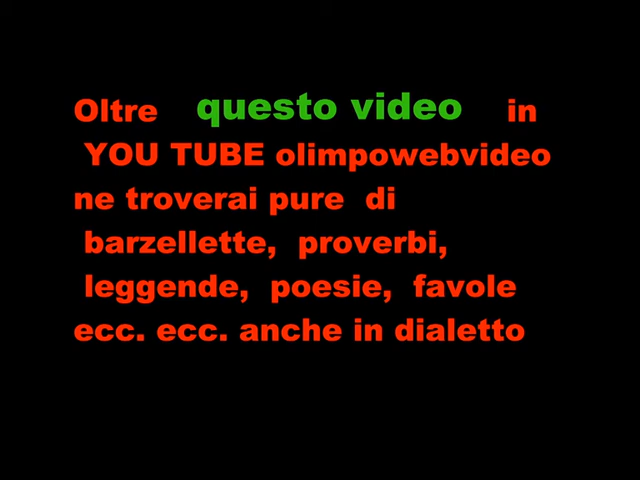 Oltre questo video in
YOU TUBE olimpowebvideo
ne troverai pure di
barzellette, proverbi,
leggende, poesie, favole
ecc. ecc. anche in dialetto